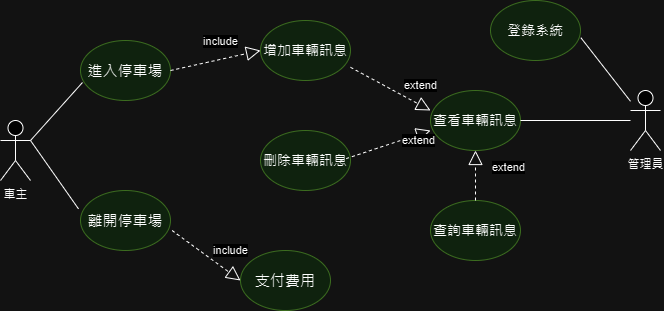 登錄系統
include
增加車輛訊息
進入停車場
extend
查看車輛訊息
extend
刪除車輛訊息
管理員
extend
車主
離開停車場
查詢車輛訊息
include
支付費用